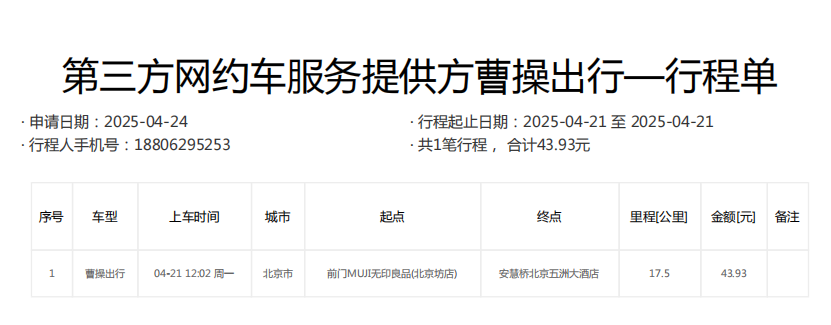 第三方网约车服务提供方曹操出行—行程单
· 申请日期：2025-04-24 · 行程起止日期：2025-04-21 至 2025-04-21
· 行程人手机号：18806295253 · 共1笔行程， 合计43.93元
序号 车型 上车时间 城市 起点 终点 里程[公里] 金额[元] 备注
1 曹操出行 04-21 12:02 周一 北京市 前门MUJI无印良品(北京坊店) 安慧桥北京五洲大酒店 17.5 43.93